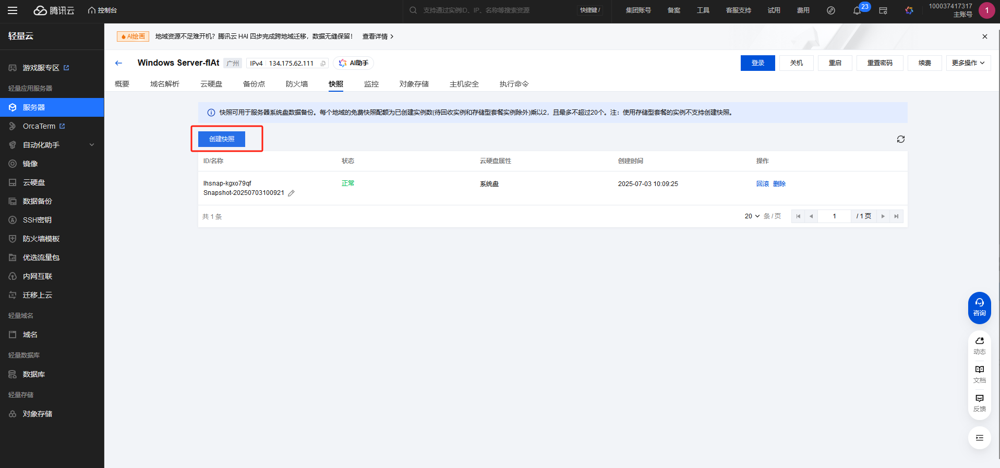 腾讯云
控制台
支持通过实例ID、IP、名称等搜索资源
快捷键 /
集团账号
备案
工具
客服支持
试用
费用
23
100037417317
主账号
1
轻量云
游戏服专区
轻量应用服务器
服务器
OrcaTerm
自动化助手
镜像
云硬盘
数据备份
SSH密钥
防火墙模板
优选流量包
内网互联
迁移上云
轻量域名
域名
轻量数据库
数据库
轻量存储
对象存储
AI绘画
地域资源不足难开机？腾讯云 HAI 四步完成跨地域迁移，数据无缝保留！
查看详情
Windows Server-flAt
广州
IPv4
134.175.62.111
AI助手
登录
关机
重启
重置密码
续费
更多操作
概要
域名解析
云硬盘
备份点
防火墙
快照
监控
对象存储
主机安全
执行命令
快照可用于服务器系统盘数据备份。每个地域的免费快照配额为已创建实例数(待回收实例和存储型套餐实例除外)乘以2，且最多不超过20个。注：使用存储型套餐的实例不支持创建快照。
创建快照
ID/名称
状态
云硬盘属性
创建时间
操作
lhsnap-kgxo79qf
Snapshot-20250703100921
正常
系统盘
2025-07-03 10:09:25
回滚
删除
共 1 条
20
条 / 页
1
/ 1 页
咨询
动态
文档
反馈